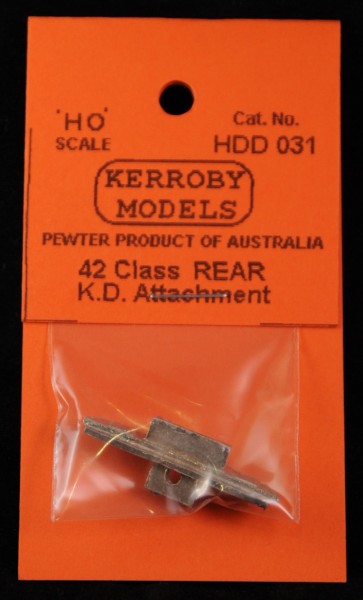 'HO'
SCALE
Cat. No.
HDD 031
KERROBY
MODELS
PEWTER PRODUCT OF AUSTRALIA
42 Class REAR
K.D. Attachment